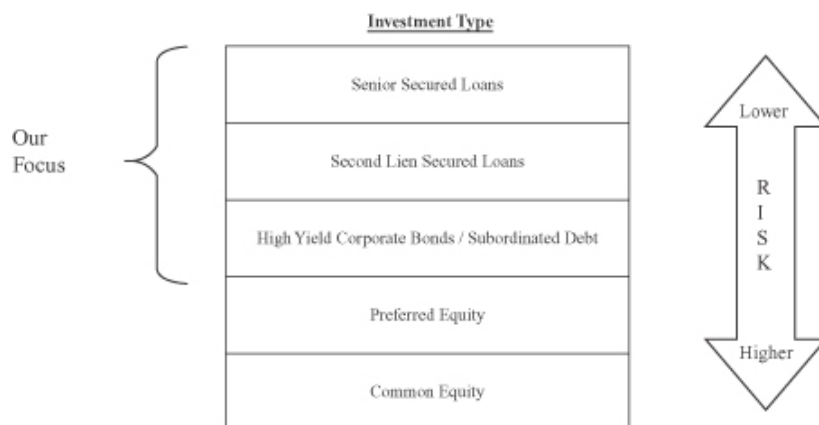 Investment Type
Senior Secured Loans
Our
Focus
Second Lien Secured Loans
High Yield Corporate Bonds / Subordinated Debt
Preferred Equity
Common Equity
Lower
R
I
S
K
Higher